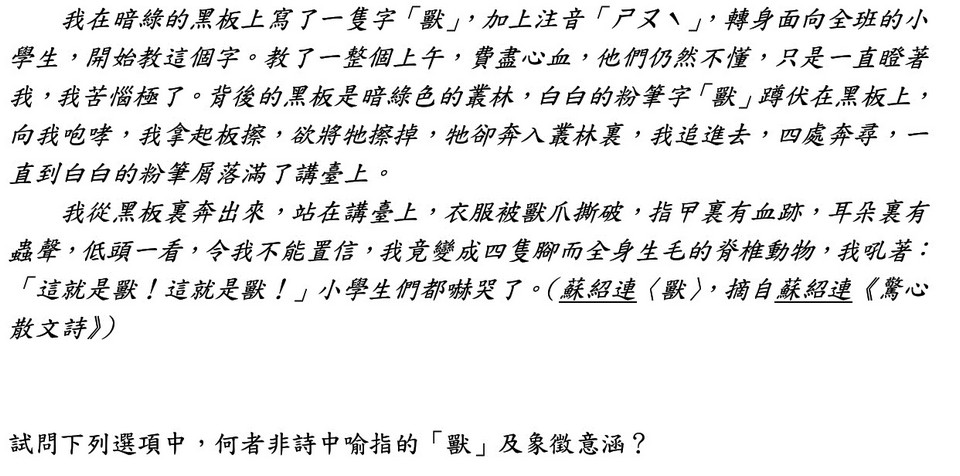 我在暗綠的黑板上寫了一隻字「獸」，加上注音「ㄕㄡˋ」，轉身面向全班的小
學生，開始教這個字。教了一整個上午，費盡心血，他們仍然不懂，只是一直瞪著
我，我苦惱極了。背後的黑板是暗綠色的叢林，白白的粉筆字「獸」蹲伏在黑板上，
向我咆哮，我拿起板擦，欲將牠擦掉，牠卻奔入叢林裏，我追進去，四處奔尋，一
直到白白的粉筆屑落滿了講臺上。
我從黑板裏奔出來，站在講臺上，衣服被獸爪撕破，指甲裏有血跡，耳朵裏有
蟲聲，低頭一看，令我不能置信，我竟變成四隻腳而全身生毛的脊椎動物，我吼著：
「這就是獸！這就是獸！」小學生們都嚇哭了。（蘇紹連〈獸〉，摘自蘇紹連《驚心
散文詩》）
試問下列選項中，何者非詩中喻指的「獸」及象徵意涵？